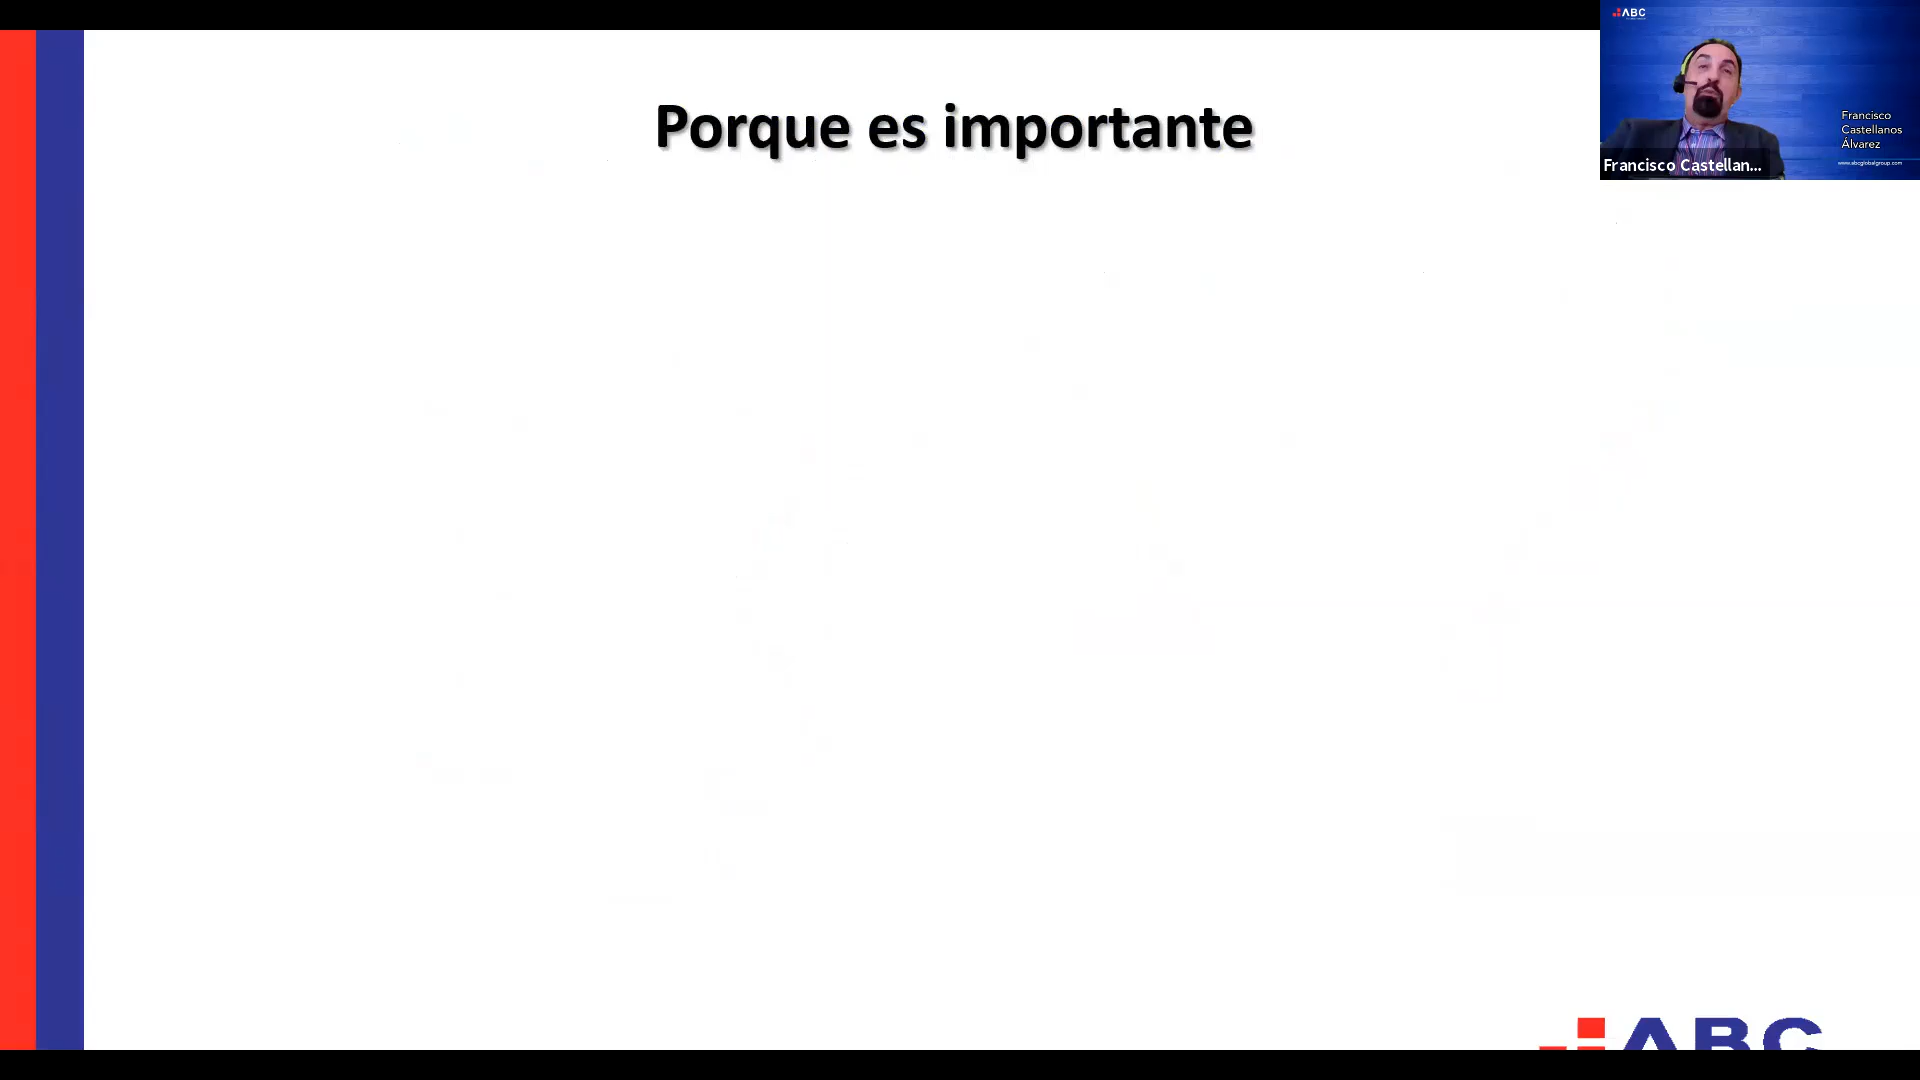 ABC
Porque es importante
Francisco
Castellanos
Álvarez
www.abcglobalgroup.com
Francisco Castellan...
ABC